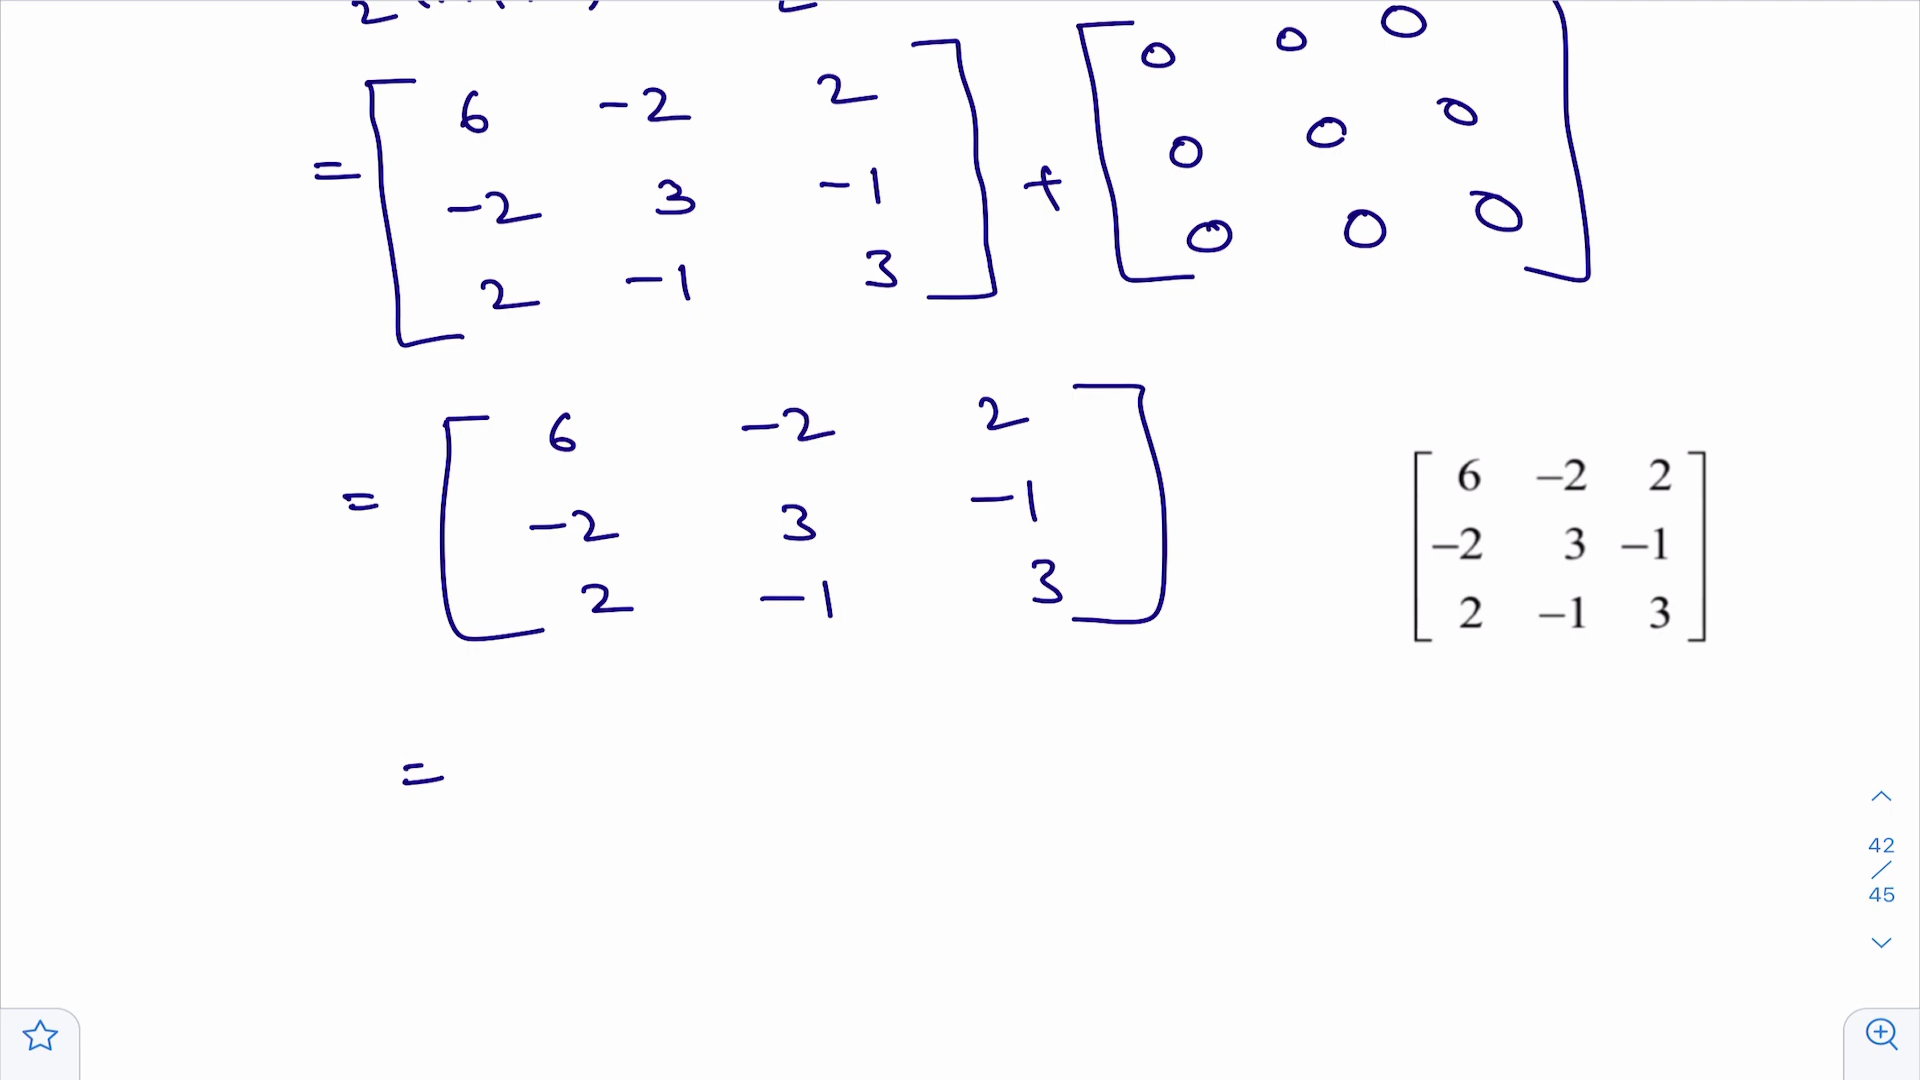 = [ 6 -2 2 ] + [ 0 0 0 ]
-2 3 -1 0 0 0
2 -1 3 0 0 0
= [ 6 -2 2 ]
-2 3 -1
2 -1 3
[ 6 −2 2 ]
−2 3 −1
2 −1 3
=
42
/
45